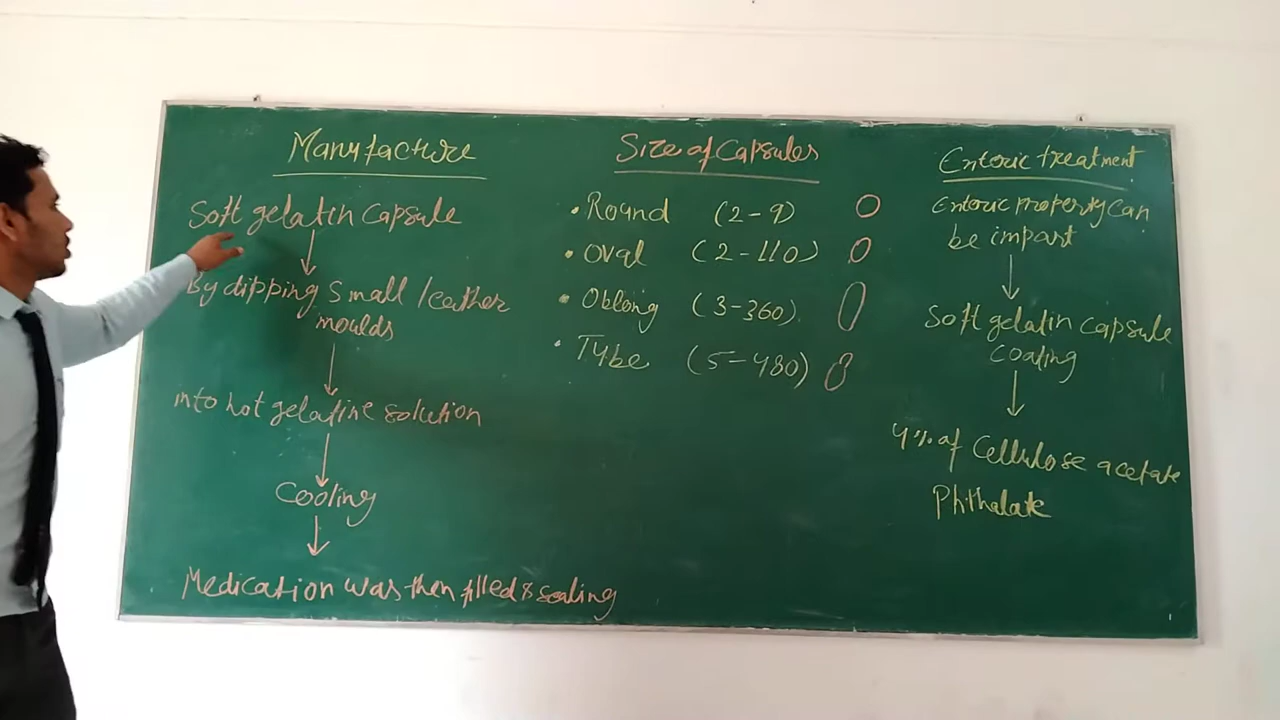 Manufacture
Soft gelatin capsule
By dipping small leather
moulds
into hot gelatine solution
Cooling
Medication was then filled & sealing
Size of Capsules
• Round (2-9)
• Oval (2-110)
• Oblong (3-360)
• Tybe (5-480)
Enteric treatment
Enteric property can
be impart
Soft gelatin capsule
coating
4% of Cellulose acetate
Phthalate